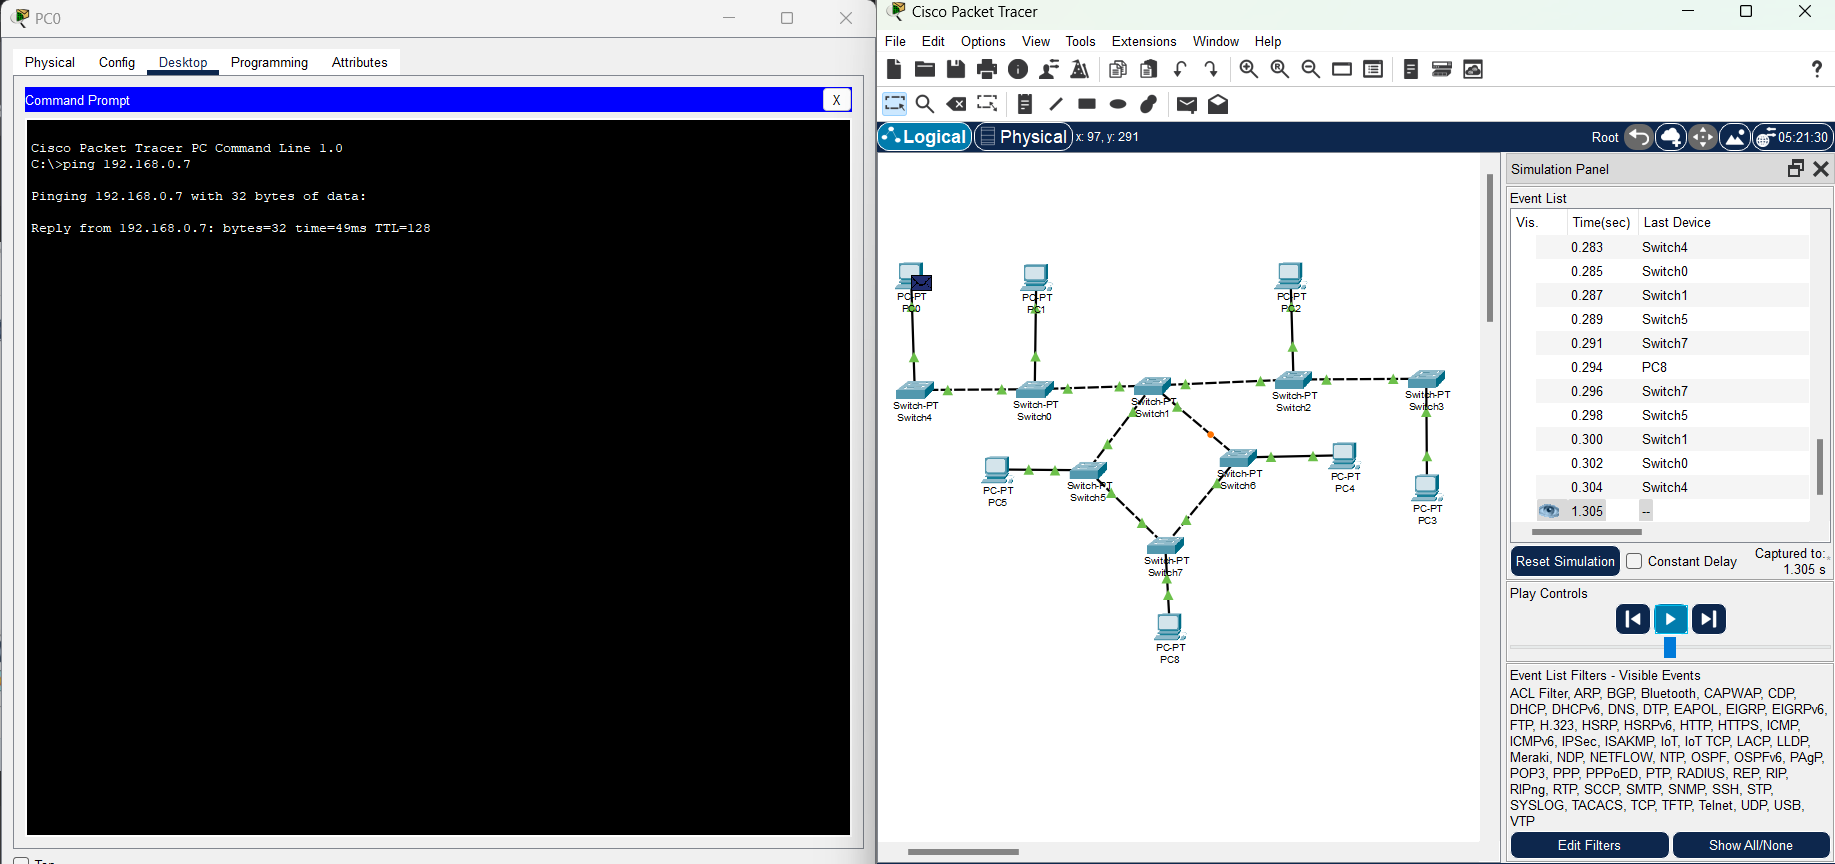 PC0
Physical Config Desktop Programming Attributes
Command Prompt
X
Cisco Packet Tracer PC Command Line 1.0
C:\>ping 192.168.0.7
Pinging 192.168.0.7 with 32 bytes of data:
Reply from 192.168.0.7: bytes=32 time=49ms TTL=128
Cisco Packet Tracer
File Edit Options View Tools Extensions Window Help
?
Logical Physical x: 97, y: 291
Root 05:21:30
PC-PT
PC0
PC-PT
PC1
PC-PT
PC2
Switch-PT
Switch4
Switch-PT
Switch0
Switch-PT
Switch1
Switch-PT
Switch2
Switch-PT
Switch3
PC-PT
PC5
Switch-PT
Switch5
Switch-PT
Switch6
PC-PT
PC4
PC-PT
PC3
Switch-PT
Switch7
PC-PT
PC8
Simulation Panel
Event List
Vis. Time(sec) Last Device
0.283 Switch4
0.285 Switch0
0.287 Switch1
0.289 Switch5
0.291 Switch7
0.294 PC8
0.296 Switch7
0.298 Switch5
0.300 Switch1
0.302 Switch0
0.304 Switch4
1.305 --
Reset Simulation Constant Delay Captured to:
1.305 s
Play Controls
Event List Filters - Visible Events
ACL Filter, ARP, BGP, Bluetooth, CAPWAP, CDP,
DHCP, DHCPv6, DNS, DTP, EAPOL, EIGRP, EIGRPv6,
FTP, H.323, HSRP, HSRPv6, HTTP, HTTPS, ICMP,
ICMPv6, IPSec, ISAKMP, IoT, IoT TCP, LACP, LLDP,
Meraki, NDP, NETFLOW, NTP, OSPF, OSPFv6, PAgP,
POP3, PPP, PPPoED, PTP, RADIUS, REP, RIP,
RIPng, RTP, SCCP, SMTP, SNMP, SSH, STP,
SYSLOG, TACACS, TCP, TFTP, Telnet, UDP, USB,
VTP
Edit Filters Show All/None